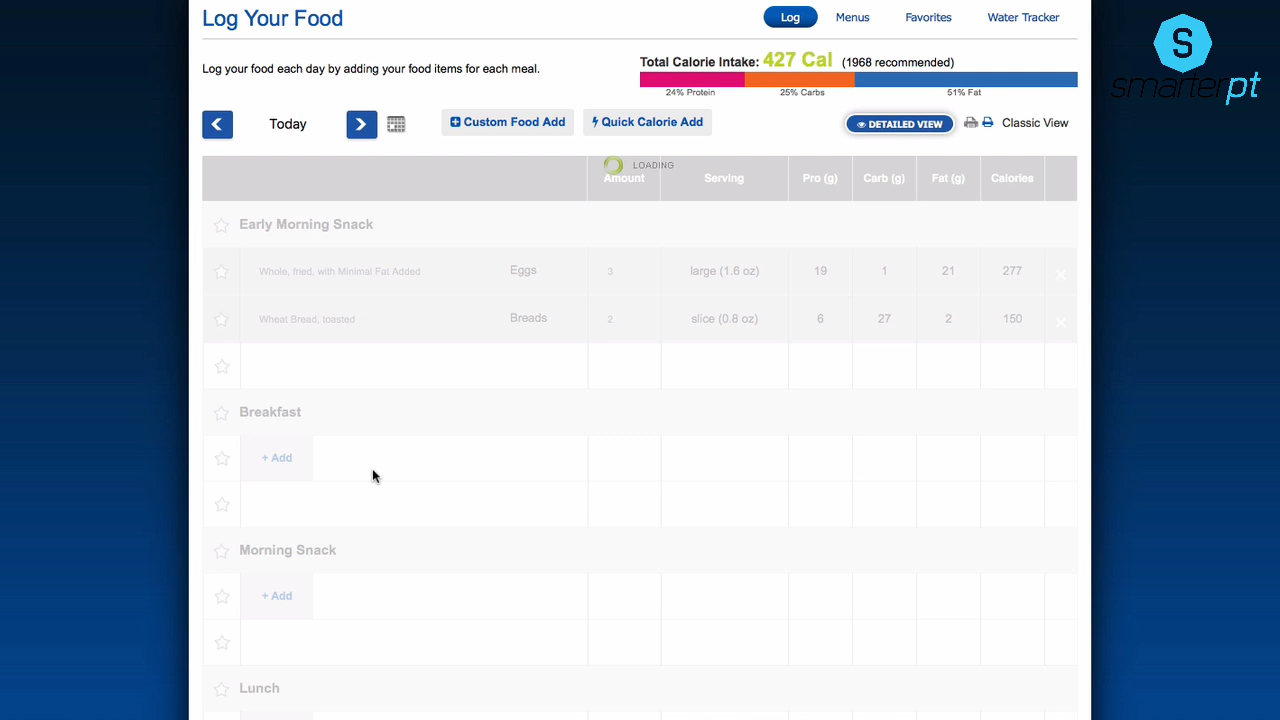 Log Your Food
Log Menus Favorites Water Tracker
S
smarterpt
Total Calorie Intake: 427 Cal (1968 recommended)
Log your food each day by adding your food items for each meal.
24% Protein 25% Carbs 51% Fat
Today Custom Food Add Quick Calorie Add DETAILED VIEW Classic View
LOADING
Amount Serving Pro (g) Carb (g) Fat (g) Calories
Early Morning Snack
Whole, fried, with Minimal Fat Added Eggs 3 large (1.6 oz) 19 1 21 277
Wheat Bread, toasted Breads 2 slice (0.8 oz) 6 27 2 150
Breakfast
+ Add
Morning Snack
+ Add
Lunch